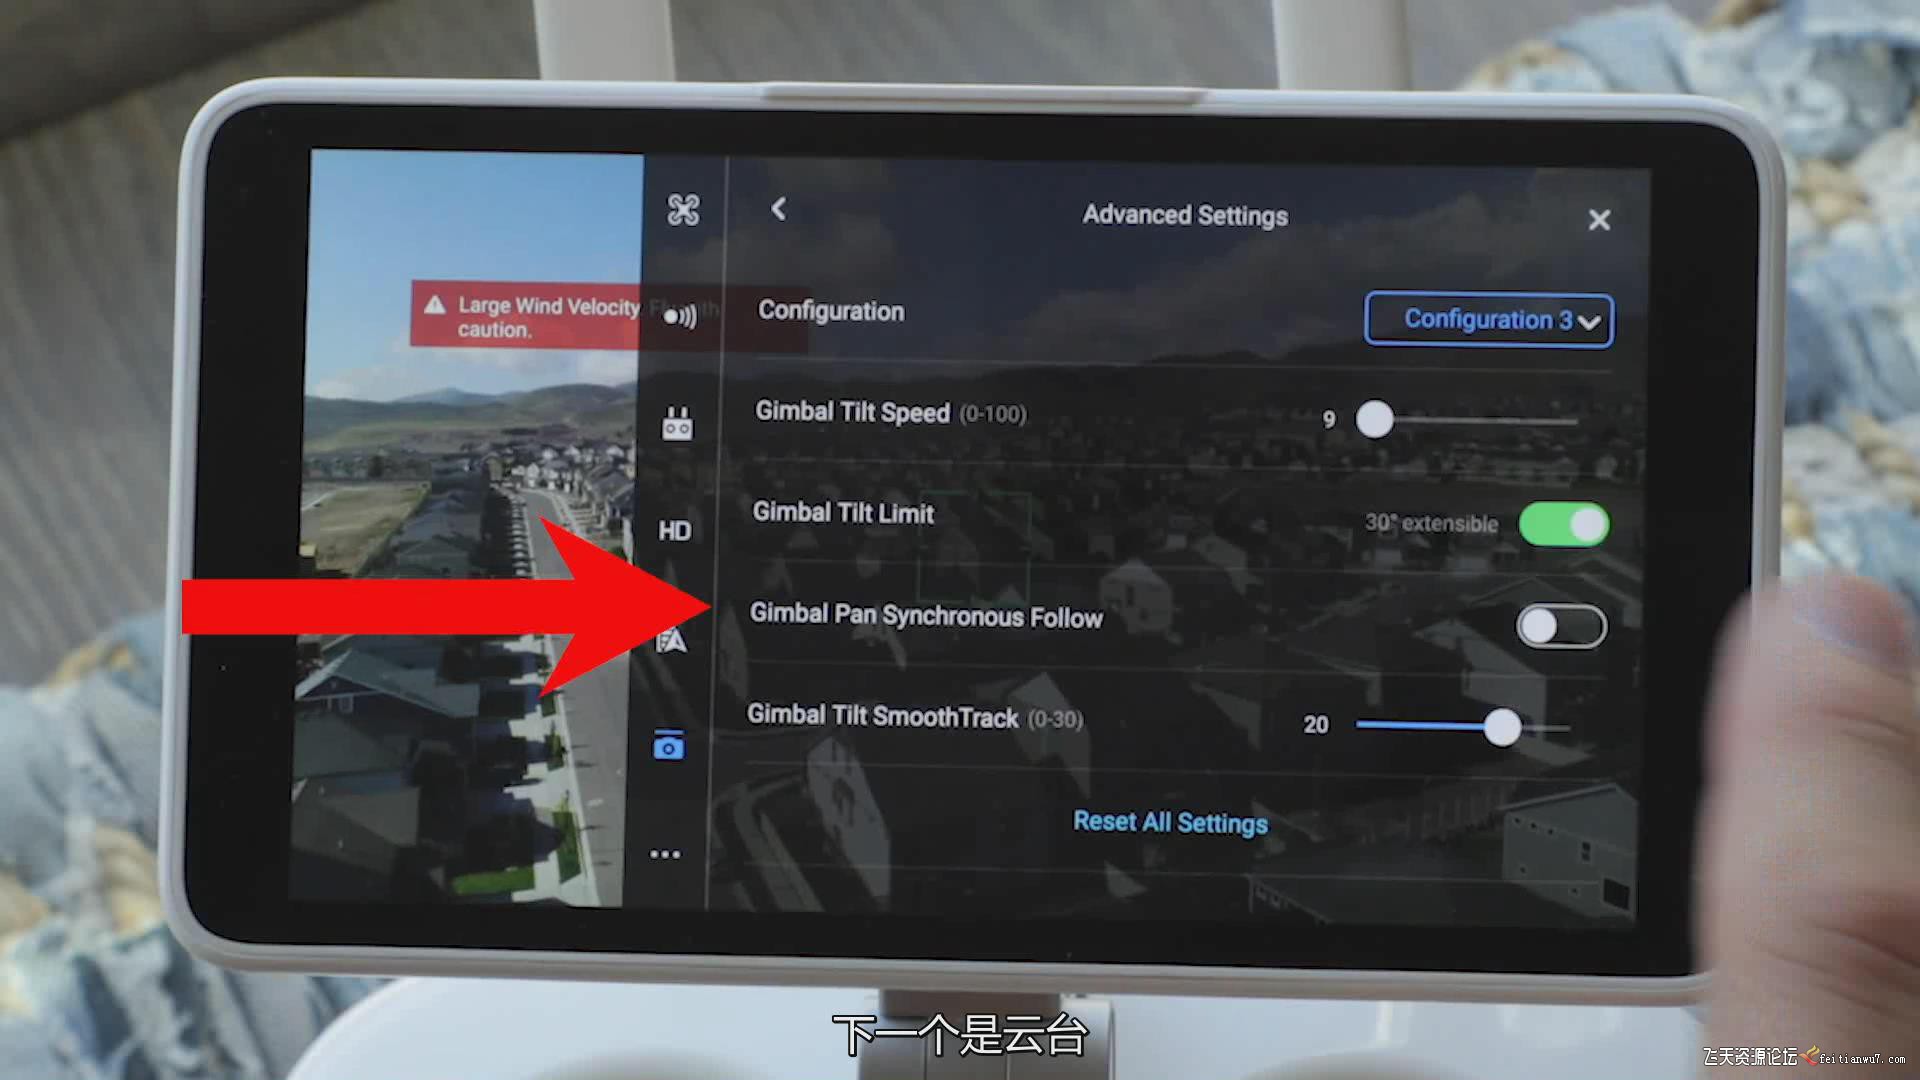 Advanced Settings
Large Wind Velocity. Fly with
caution.
Configuration
Configuration 3
Gimbal Tilt Speed (0-100)
9
Gimbal Tilt Limit
30° extensible
HD
Gimbal Pan Synchronous Follow
Gimbal Tilt SmoothTrack (0-30)
20
Reset All Settings
下一个是云台
飞天资源论坛 feitianwu7.com